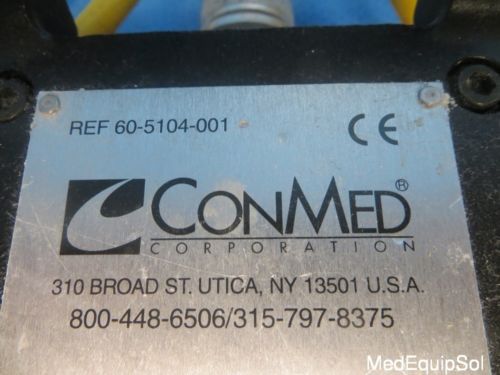 REF 60-5104-001 CE
CONMED®
CORPORATION
310 BROAD ST. UTICA, NY 13501 U.S.A.
800-448-6506/315-797-8375
MedEquipSol